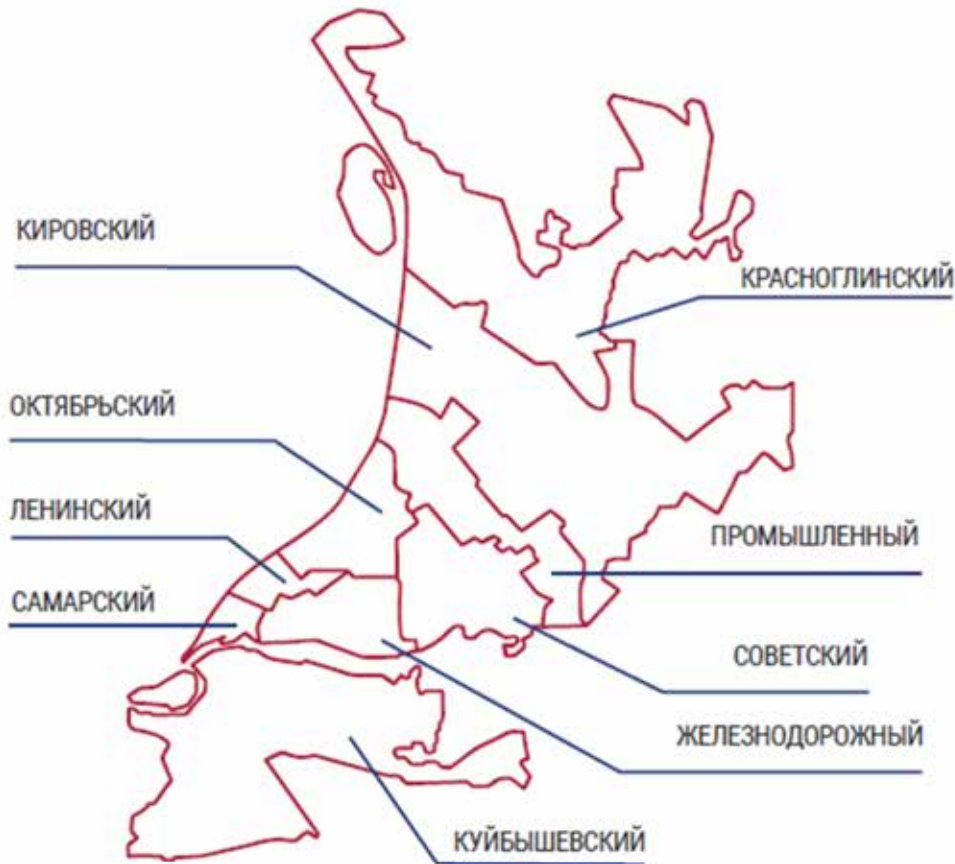 КИРОВСКИЙ
КРАСНОГЛИНСКИЙ
ОКТЯБРЬСКИЙ
ЛЕНИНСКИЙ
ПРОМЫШЛЕННЫЙ
САМАРСКИЙ
СОВЕТСКИЙ
ЖЕЛЕЗНОДОРОЖНЫЙ
КУЙБЫШЕВСКИЙ